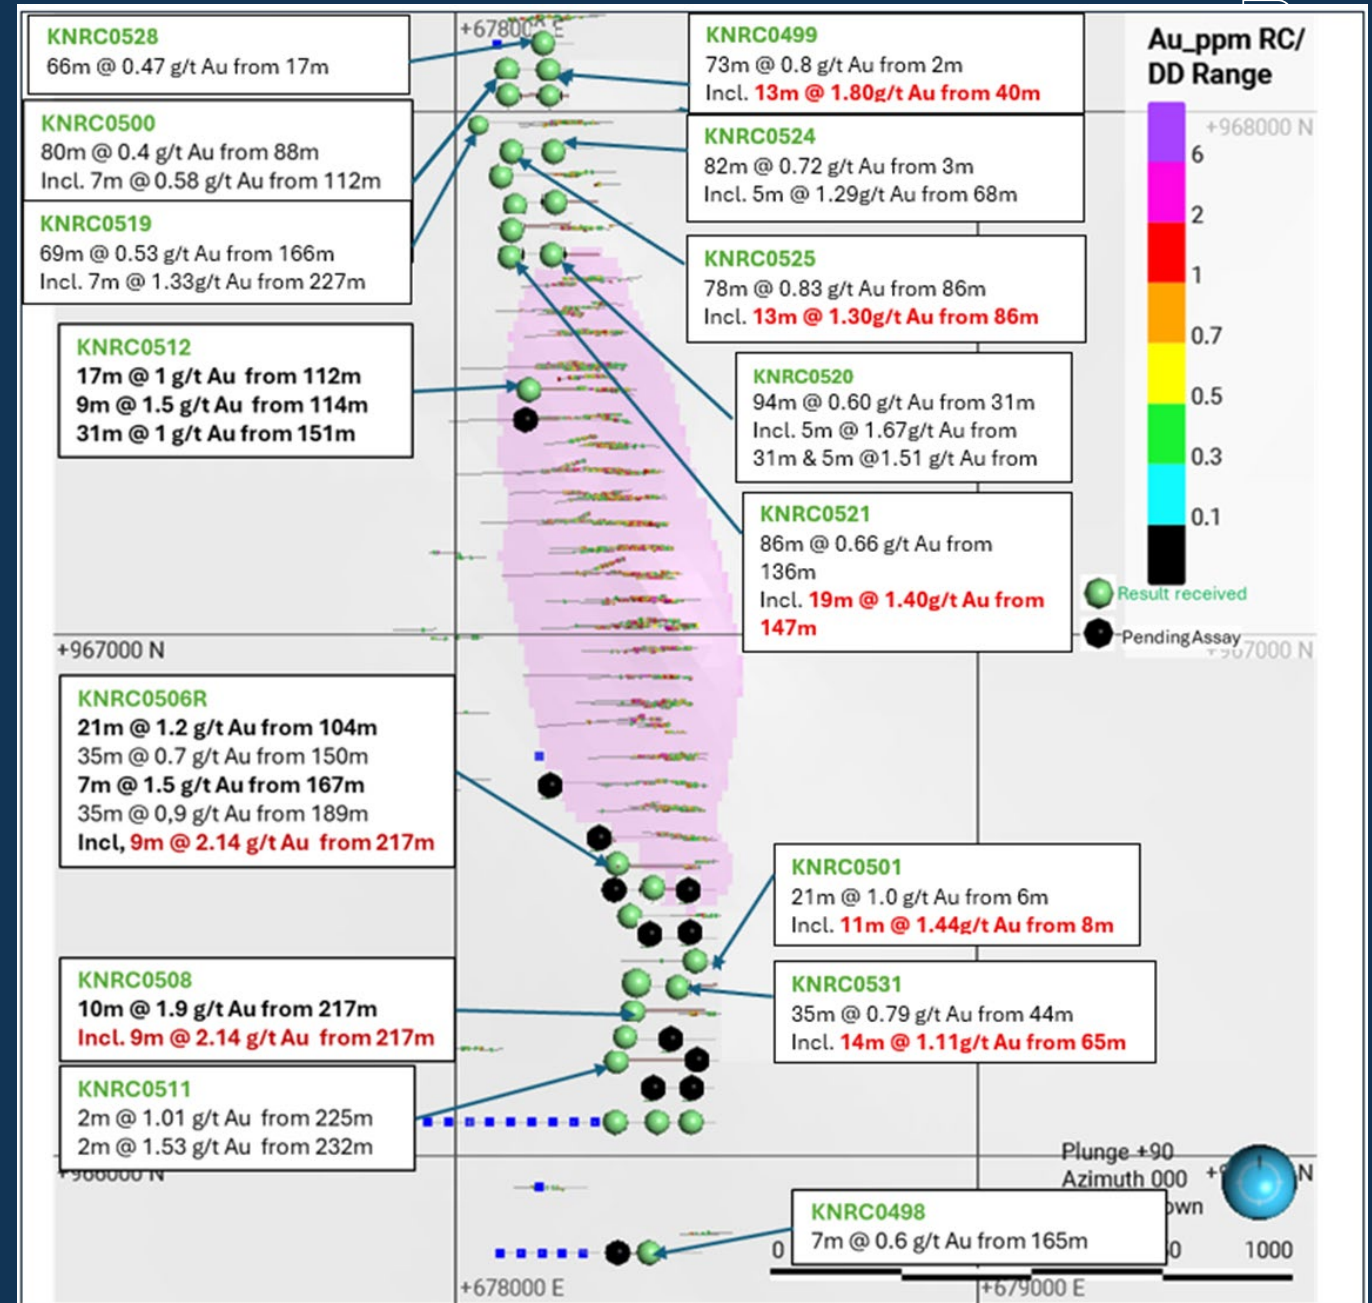 +678000 E
KNRC0528
66m @ 0.47 g/t Au from 17m
KNRC0500
80m @ 0.4 g/t Au from 88m
Incl. 7m @ 0.58 g/t Au from 112m
KNRC0519
69m @ 0.53 g/t Au from 166m
Incl. 7m @ 1.33g/t Au from 227m
KNRC0512
17m @ 1 g/t Au from 112m
9m @ 1.5 g/t Au from 114m
31m @ 1 g/t Au from 151m
+967000 N
KNRC0506R
21m @ 1.2 g/t Au from 104m
35m @ 0.7 g/t Au from 150m
7m @ 1.5 g/t Au from 167m
35m @ 0,9 g/t Au from 189m
Incl, 9m @ 2.14 g/t Au from 217m
KNRC0508
10m @ 1.9 g/t Au from 217m
Incl. 9m @ 2.14 g/t Au from 217m
KNRC0511
2m @ 1.01 g/t Au from 225m
2m @ 1.53 g/t Au from 232m
+966000 N
KNRC0499
73m @ 0.8 g/t Au from 2m
Incl. 13m @ 1.80g/t Au from 40m
KNRC0524
82m @ 0.72 g/t Au from 3m
Incl. 5m @ 1.29g/t Au from 68m
KNRC0525
78m @ 0.83 g/t Au from 86m
Incl. 13m @ 1.30g/t Au from 86m
KNRC0520
94m @ 0.60 g/t Au from 31m
Incl. 5m @ 1.67g/t Au from
31m & 5m @1.51 g/t Au from
KNRC0521
86m @ 0.66 g/t Au from
136m
Incl. 19m @ 1.40g/t Au from
147m
KNRC0501
21m @ 1.0 g/t Au from 6m
Incl. 11m @ 1.44g/t Au from 8m
KNRC0531
35m @ 0.79 g/t Au from 44m
Incl. 14m @ 1.11g/t Au from 65m
KNRC0498
7m @ 0.6 g/t Au from 165m
Au_ppm RC/
DD Range
+968000 N
6
2
1
0.7
0.5
0.3
0.1
Result received
Pending Assay
+967000 N
Plunge +90
Azimuth 000
N
0
1000
+678000 E
+679000 E